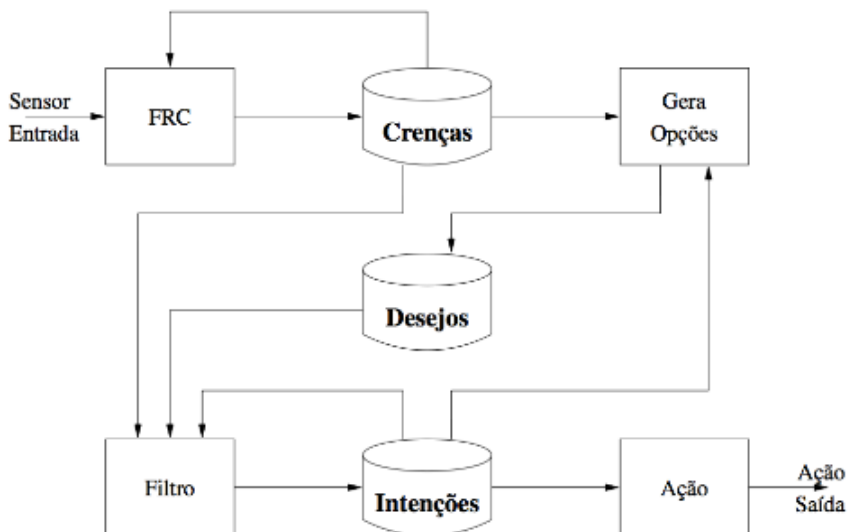 Sensor
Entrada
FRC
Crenças
Gera
Opções
Desejos
Filtro
Intenções
Ação
Ação
Saída